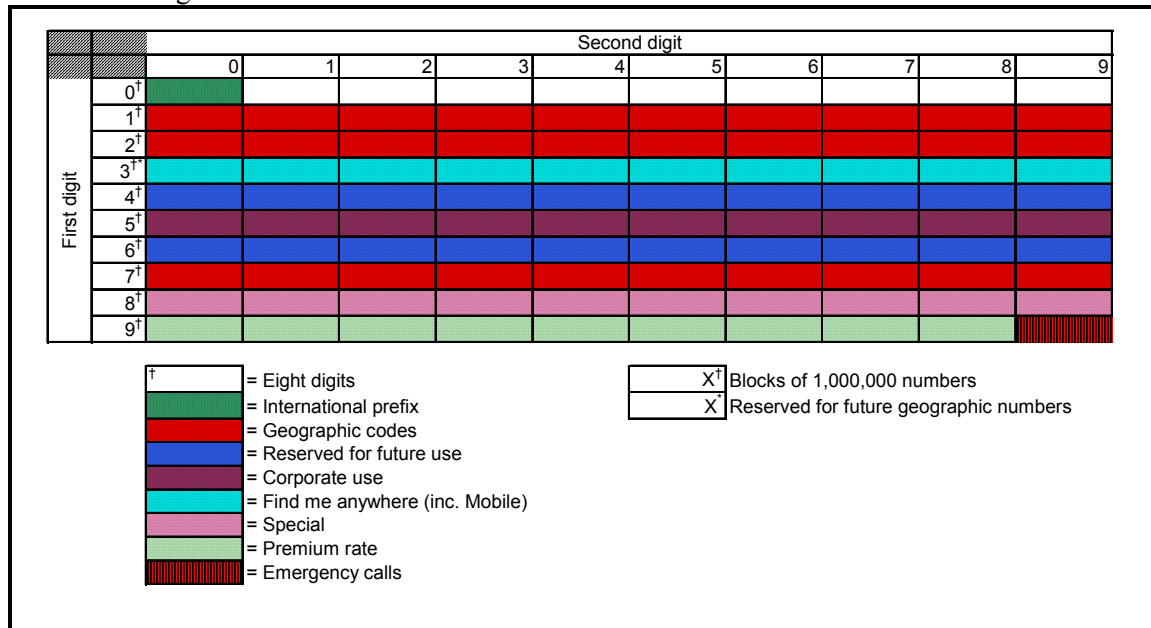 Second digit
0 1 2 3 4 5 6 7 8 9
First digit
0†
1†
2†
3†*
4†
5†
6†
7†
8†
9†
† = Eight digits
= International prefix
= Geographic codes
= Reserved for future use
= Corporate use
= Find me anywhere (inc. Mobile)
= Special
= Premium rate
= Emergency calls
X† Blocks of 1,000,000 numbers
X* Reserved for future geographic numbers